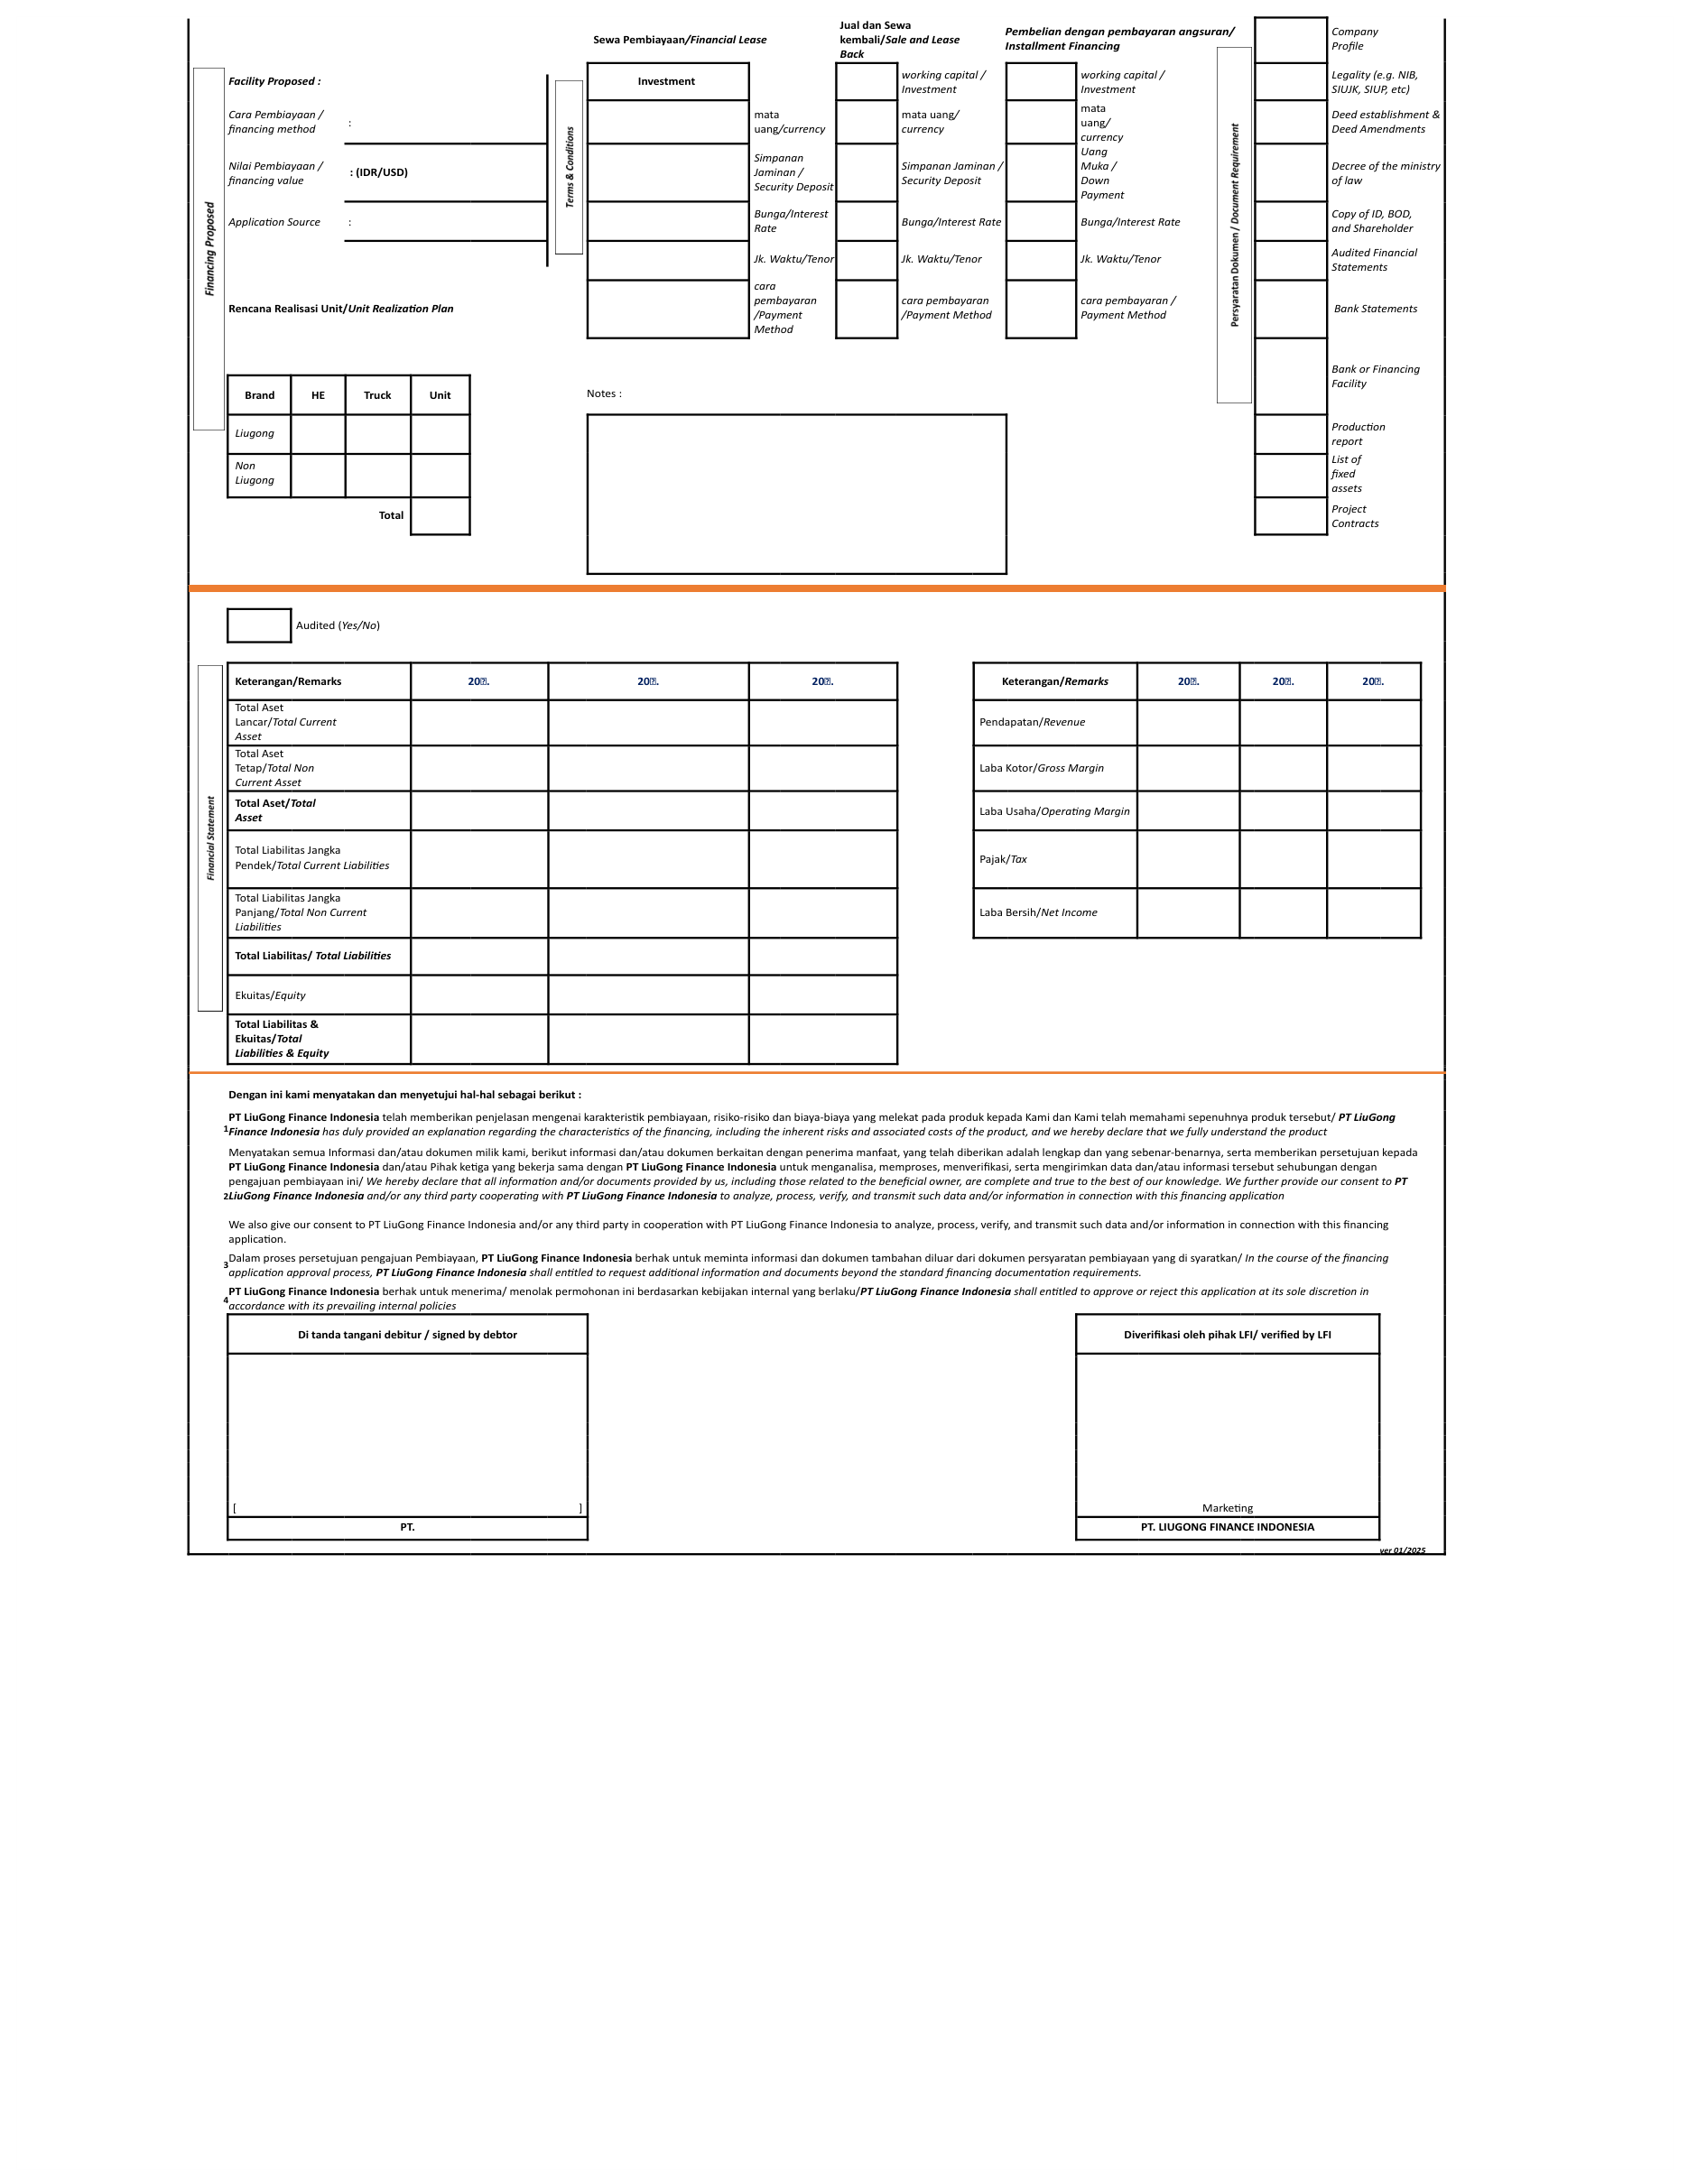 Sewa Pembiayaan/Financial Lease
Jual dan Sewa
kembali/Sale and Lease
Back
Pembelian dengan pembayaran angsuran/
Installment Financing
Company
Profile
Financing Proposed
Facility Proposed :
Terms & Conditions
Investment
working capital /
Investment
working capital /
Investment
Persyaratan Dokumen / Document Requirement
Legality (e.g. NIB,
SIUJK, SIUP, etc)
Cara Pembiayaan /
financing method
:
mata
uang/currency
mata uang/
currency
mata
uang/
currency
Deed establishment &
Deed Amendments
Nilai Pembiayaan /
financing value
: (IDR/USD)
Simpanan
Jaminan /
Security Deposit
Simpanan Jaminan /
Security Deposit
Uang
Muka /
Down
Payment
Decree of the ministry
of law
Application Source
:
Bunga/Interest
Rate
Bunga/Interest Rate
Bunga/Interest Rate
Copy of ID, BOD,
and Shareholder
Jk. Waktu/Tenor
Jk. Waktu/Tenor
Jk. Waktu/Tenor
Audited Financial
Statements
Rencana Realisasi Unit/Unit Realization Plan
cara
pembayaran
/Payment
Method
cara pembayaran
/Payment Method
cara pembayaran /
Payment Method
Bank Statements
Bank or Financing
Facility
Brand HE Truck Unit
Notes :
Liugong
Production
report
Non
Liugong
List of
fixed
assets
Total
Project
Contracts
Audited (Yes/No)
Financial Statement
Keterangan/Remarks 20. 20. 20.
Keterangan/Remarks 20. 20. 20.
Total Aset
Lancar/Total Current
Asset
Pendapatan/Revenue
Total Aset
Tetap/Total Non
Current Asset
Laba Kotor/Gross Margin
Total Aset/Total
Asset
Laba Usaha/Operating Margin
Total Liabilitas Jangka
Pendek/Total Current Liabilities
Pajak/Tax
Total Liabilitas Jangka
Panjang/Total Non Current
Liabilities
Laba Bersih/Net Income
Total Liabilitas/ Total Liabilities
Ekuitas/Equity
Total Liabilitas &
Ekuitas/Total
Liabilities & Equity
Dengan ini kami menyatakan dan menyetujui hal-hal sebagai berikut :
PT LiuGong Finance Indonesia telah memberikan penjelasan mengenai karakteristik pembiayaan, risiko-risiko dan biaya-biaya yang melekat pada produk kepada Kami dan Kami telah memahami sepenuhnya produk tersebut/ PT LiuGong
1 Finance Indonesia has duly provided an explanation regarding the characteristics of the financing, including the inherent risks and associated costs of the product, and we hereby declare that we fully understand the product
Menyatakan semua Informasi dan/atau dokumen milik kami, berikut informasi dan/atau dokumen berkaitan dengan penerima manfaat, yang telah diberikan adalah lengkap dan yang sebenar-benarnya, serta memberikan persetujuan kepada
PT LiuGong Finance Indonesia dan/atau Pihak ketiga yang bekerja sama dengan PT LiuGong Finance Indonesia untuk menganalisa, memproses, menverifikasi, serta mengirimkan data dan/atau informasi tersebut sehubungan dengan
pengajuan pembiayaan ini/ We hereby declare that all information and/or documents provided by us, including those related to the beneficial owner, are complete and true to the best of our knowledge. We further provide our consent to PT
2 LiuGong Finance Indonesia and/or any third party cooperating with PT LiuGong Finance Indonesia to analyze, process, verify, and transmit such data and/or information in connection with this financing application
We also give our consent to PT LiuGong Finance Indonesia and/or any third party in cooperation with PT LiuGong Finance Indonesia to analyze, process, verify, and transmit such data and/or information in connection with this financing
application.
Dalam proses persetujuan pengajuan Pembiayaan, PT LiuGong Finance Indonesia berhak untuk meminta informasi dan dokumen tambahan diluar dari dokumen persyaratan pembiayaan yang di syaratkan/ In the course of the financing
3 application approval process, PT LiuGong Finance Indonesia shall entitled to request additional information and documents beyond the standard financing documentation requirements.
PT LiuGong Finance Indonesia berhak untuk menerima/ menolak permohonan ini berdasarkan kebijakan internal yang berlaku/PT LiuGong Finance Indonesia shall entitled to approve or reject this application at its sole discretion in
4 accordance with its prevailing internal policies
Di tanda tangani debitur / signed by debtor
Diverifikasi oleh pihak LFI/ verified by LFI
[ ]
Marketing
PT.
PT. LIUGONG FINANCE INDONESIA
ver 01/2025